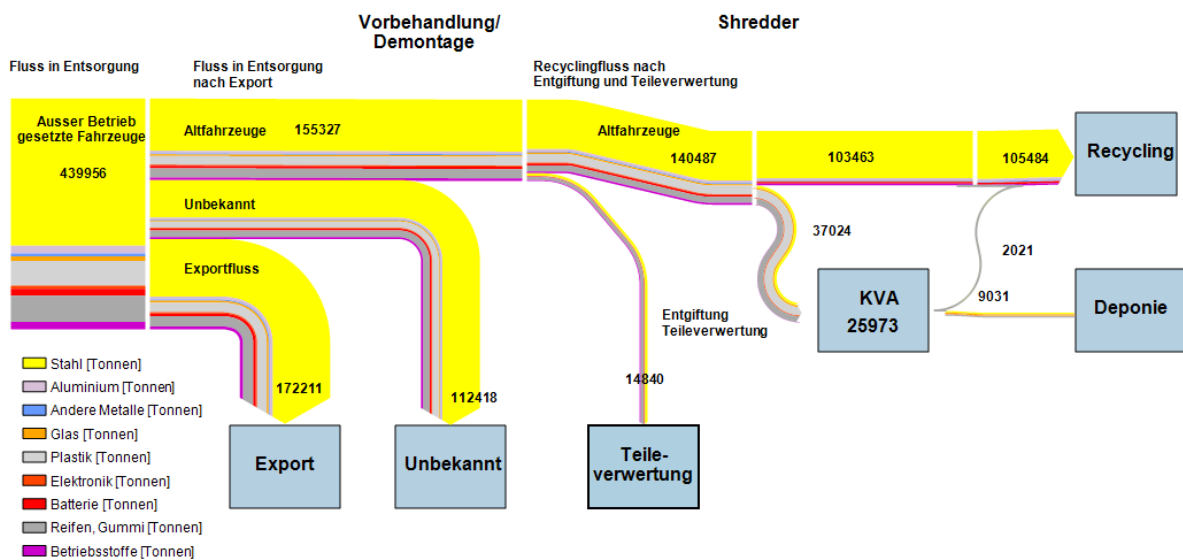 Vorbehandlung/
Demontage
Shredder
Fluss in Entsorgung
Fluss in Entsorgung
nach Export
Recyclingfluss nach
Entgiftung und Teileverwertung
Ausser Betrieb
gesetzte Fahrzeuge
439956
Altfahrzeuge
155327
Altfahrzeuge
140487
103463
105484
Recycling
Unbekannt
37024
2021
Exportfluss
KVA
25973
9031
Deponie
Entgiftung
Teileverwertung
172211
112418
14840
Export
Unbekannt
Teile-
verwertung
Stahl [Tonnen]
Aluminium [Tonnen]
Andere Metalle [Tonnen]
Glas [Tonnen]
Plastik [Tonnen]
Elektronik [Tonnen]
Batterie [Tonnen]
Reifen, Gummi [Tonnen]
Betriebsstoffe [Tonnen]